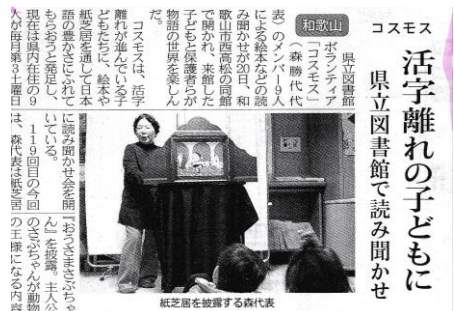 コスモス
活字離れの子どもに
県立図書館で読み聞かせ
和歌山
県立図書館
ボランティア
「コスモス」
（森勝代代
表）のメンバー9人
による絵本などの読
み聞かせが20日、和
歌山市西高松の同館
で開かれ、来館した
子どもと保護者らが
物語の世界を楽しん
だ。
コスモスは、活字
離れが進んでいる子
どもたちに、絵本や
紙芝居を通して日本
語の豊かさにふれて
もらおうと発足し、
現在は県内在住の9
人が毎月第3土曜日
に読み聞かせ会を開
いている。
119回目の今回
は、森代表は紙芝居
『おうさまさぶちゃ
ん』を披露。主人公
のさぶちゃんが動物
の王様になる内容
紙芝居を披露する森代表